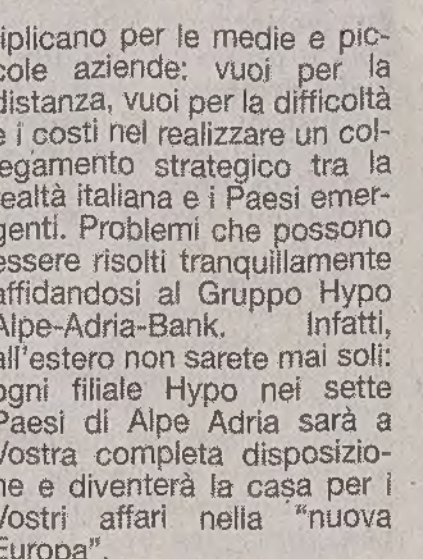 tiplicano per le medie e pic-
cole aziende: vuoi per la
distanza, vuoi per la difficoltà
e i costi nel realizzare un col-
legamento strategico tra la
realtà italiana e i Paesi emer-
genti. Problemi che possono
essere risolti tranquillamente
affidandosi al Gruppo Hypo
Alpe-Adria-Bank. Infatti,
all'estero non sarete mai soli:
ogni filiale Hypo nei sette
Paesi di Alpe Adria sarà a
Vostra completa disposizio-
ne e diventerà la casa per i
Vostri affari nella "nuova
Europa".